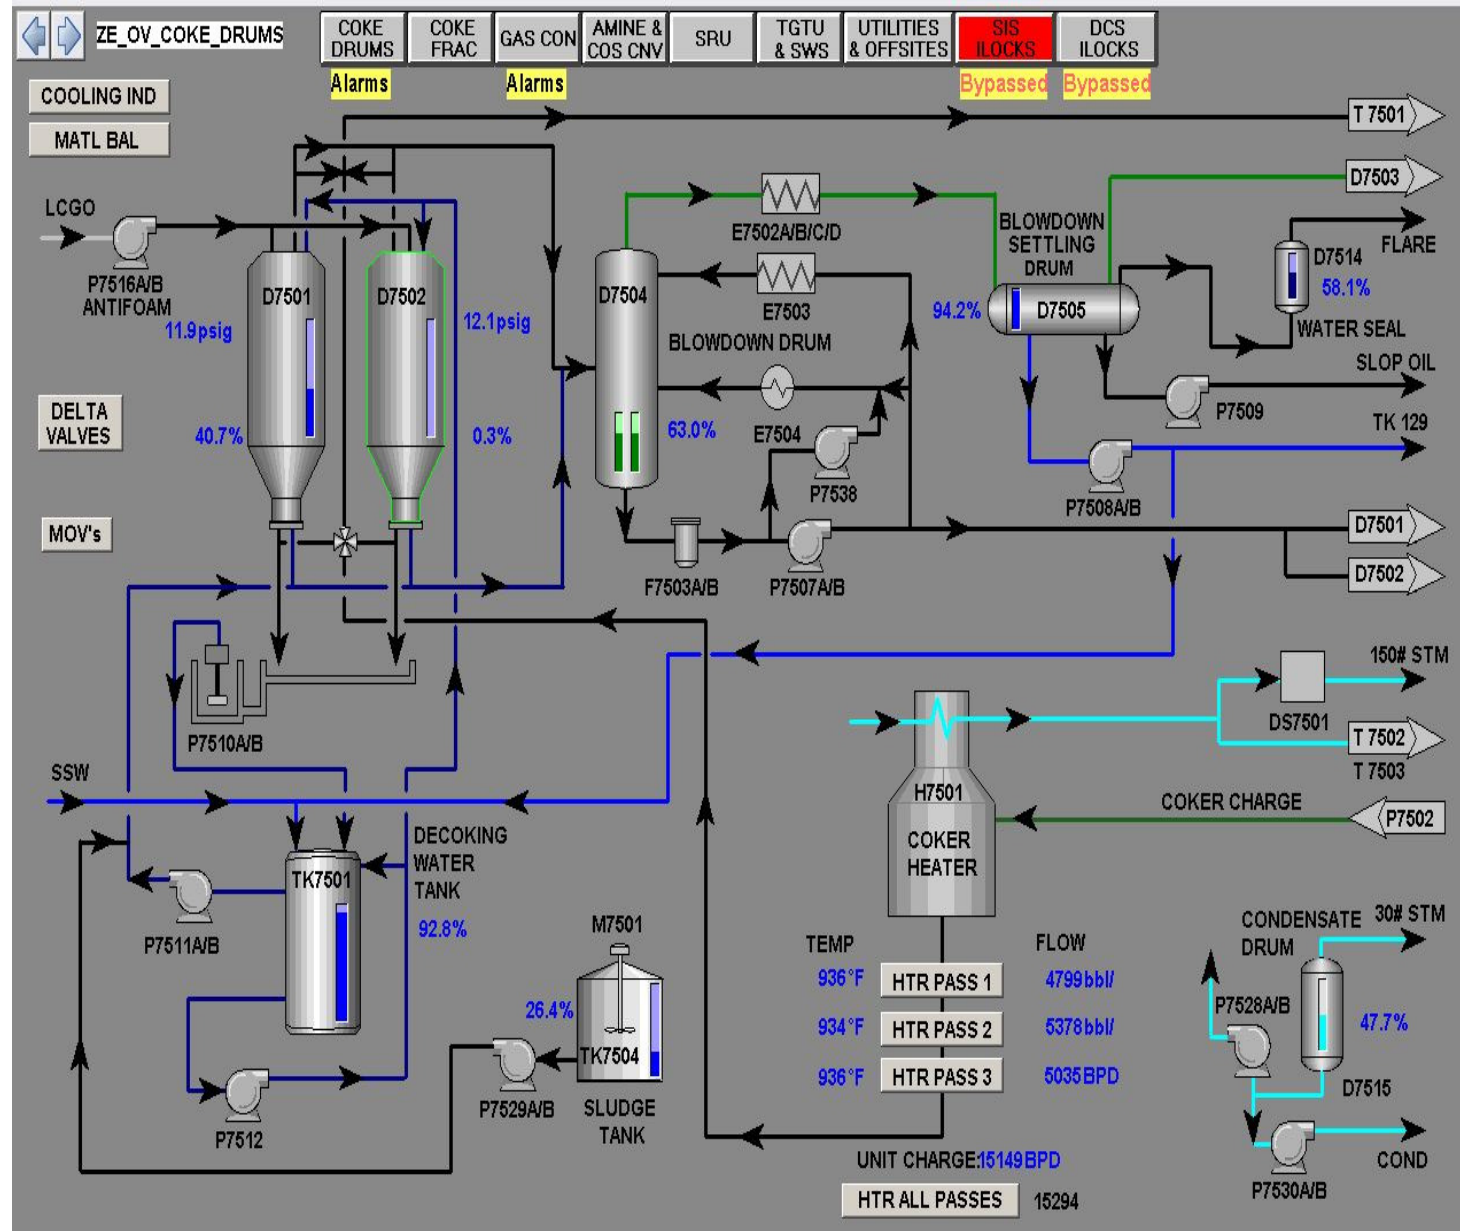 ZE_OV_COKE_DRUMS
COKE
DRUMS
COKE
FRAC
GAS CON
AMINE &
COS CNV
SRU
TGTU
& SWS
UTILITIES
& OFFSITES
SIS
ILOCKS
DCS
ILOCKS
Alarms
Alarms
Bypassed
Bypassed
COOLING IND
MATL BAL
T 7501
D7503
LCGO
P7516A/B
ANTIFOAM
D7501
D7502
11.9psig
12.1psig
40.7%
0.3%
DELTA
VALVES
MOV's
E7502A/B/C/D
D7504
E7503
BLOWDOWN DRUM
63.0%
E7504
P7538
F7503A/B
P7507A/B
BLOWDOWN
SETTLING
DRUM
94.2%
D7505
D7514
58.1%
FLARE
WATER SEAL
SLOP OIL
P7509
TK 129
P7508A/B
D7501
D7502
P7510A/B
SSW
150# STM
DS7501
T 7502
T 7503
H7501
COKER
HEATER
COKER CHARGE
P7502
DECOKING
WATER
TANK
TK7501
92.8%
P7511A/B
P7512
M7501
26.4%
TK7504
P7529A/B
SLUDGE
TANK
TEMP
FLOW
936°F
HTR PASS 1
4799bbl/
934°F
HTR PASS 2
5378bbl/
936°F
HTR PASS 3
5035BPD
UNIT CHARGE:15149BPD
HTR ALL PASSES
15294
CONDENSATE
DRUM
30# STM
P7528A/B
47.7%
D7515
COND
P7530A/B